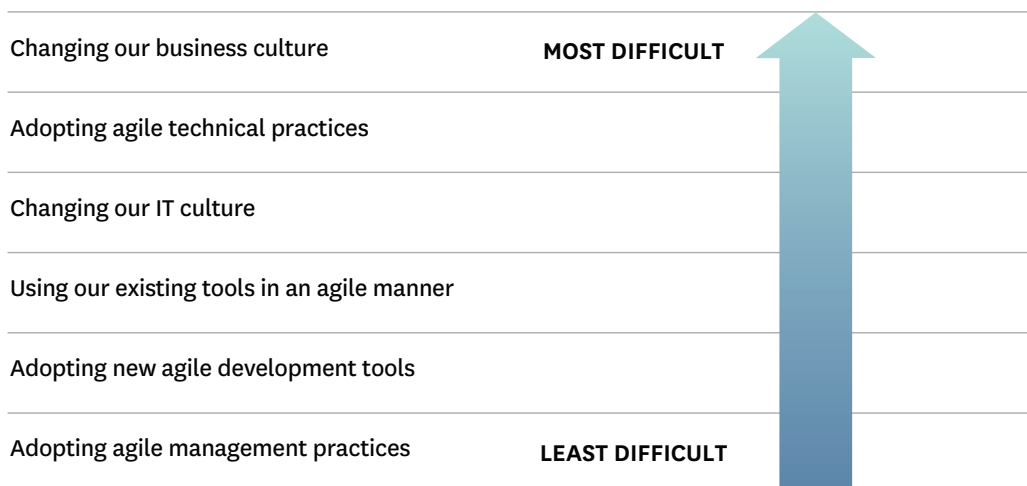 Changing our business culture MOST DIFFICULT
Adopting agile technical practices
Changing our IT culture
Using our existing tools in an agile manner
Adopting new agile development tools
Adopting agile management practices LEAST DIFFICULT